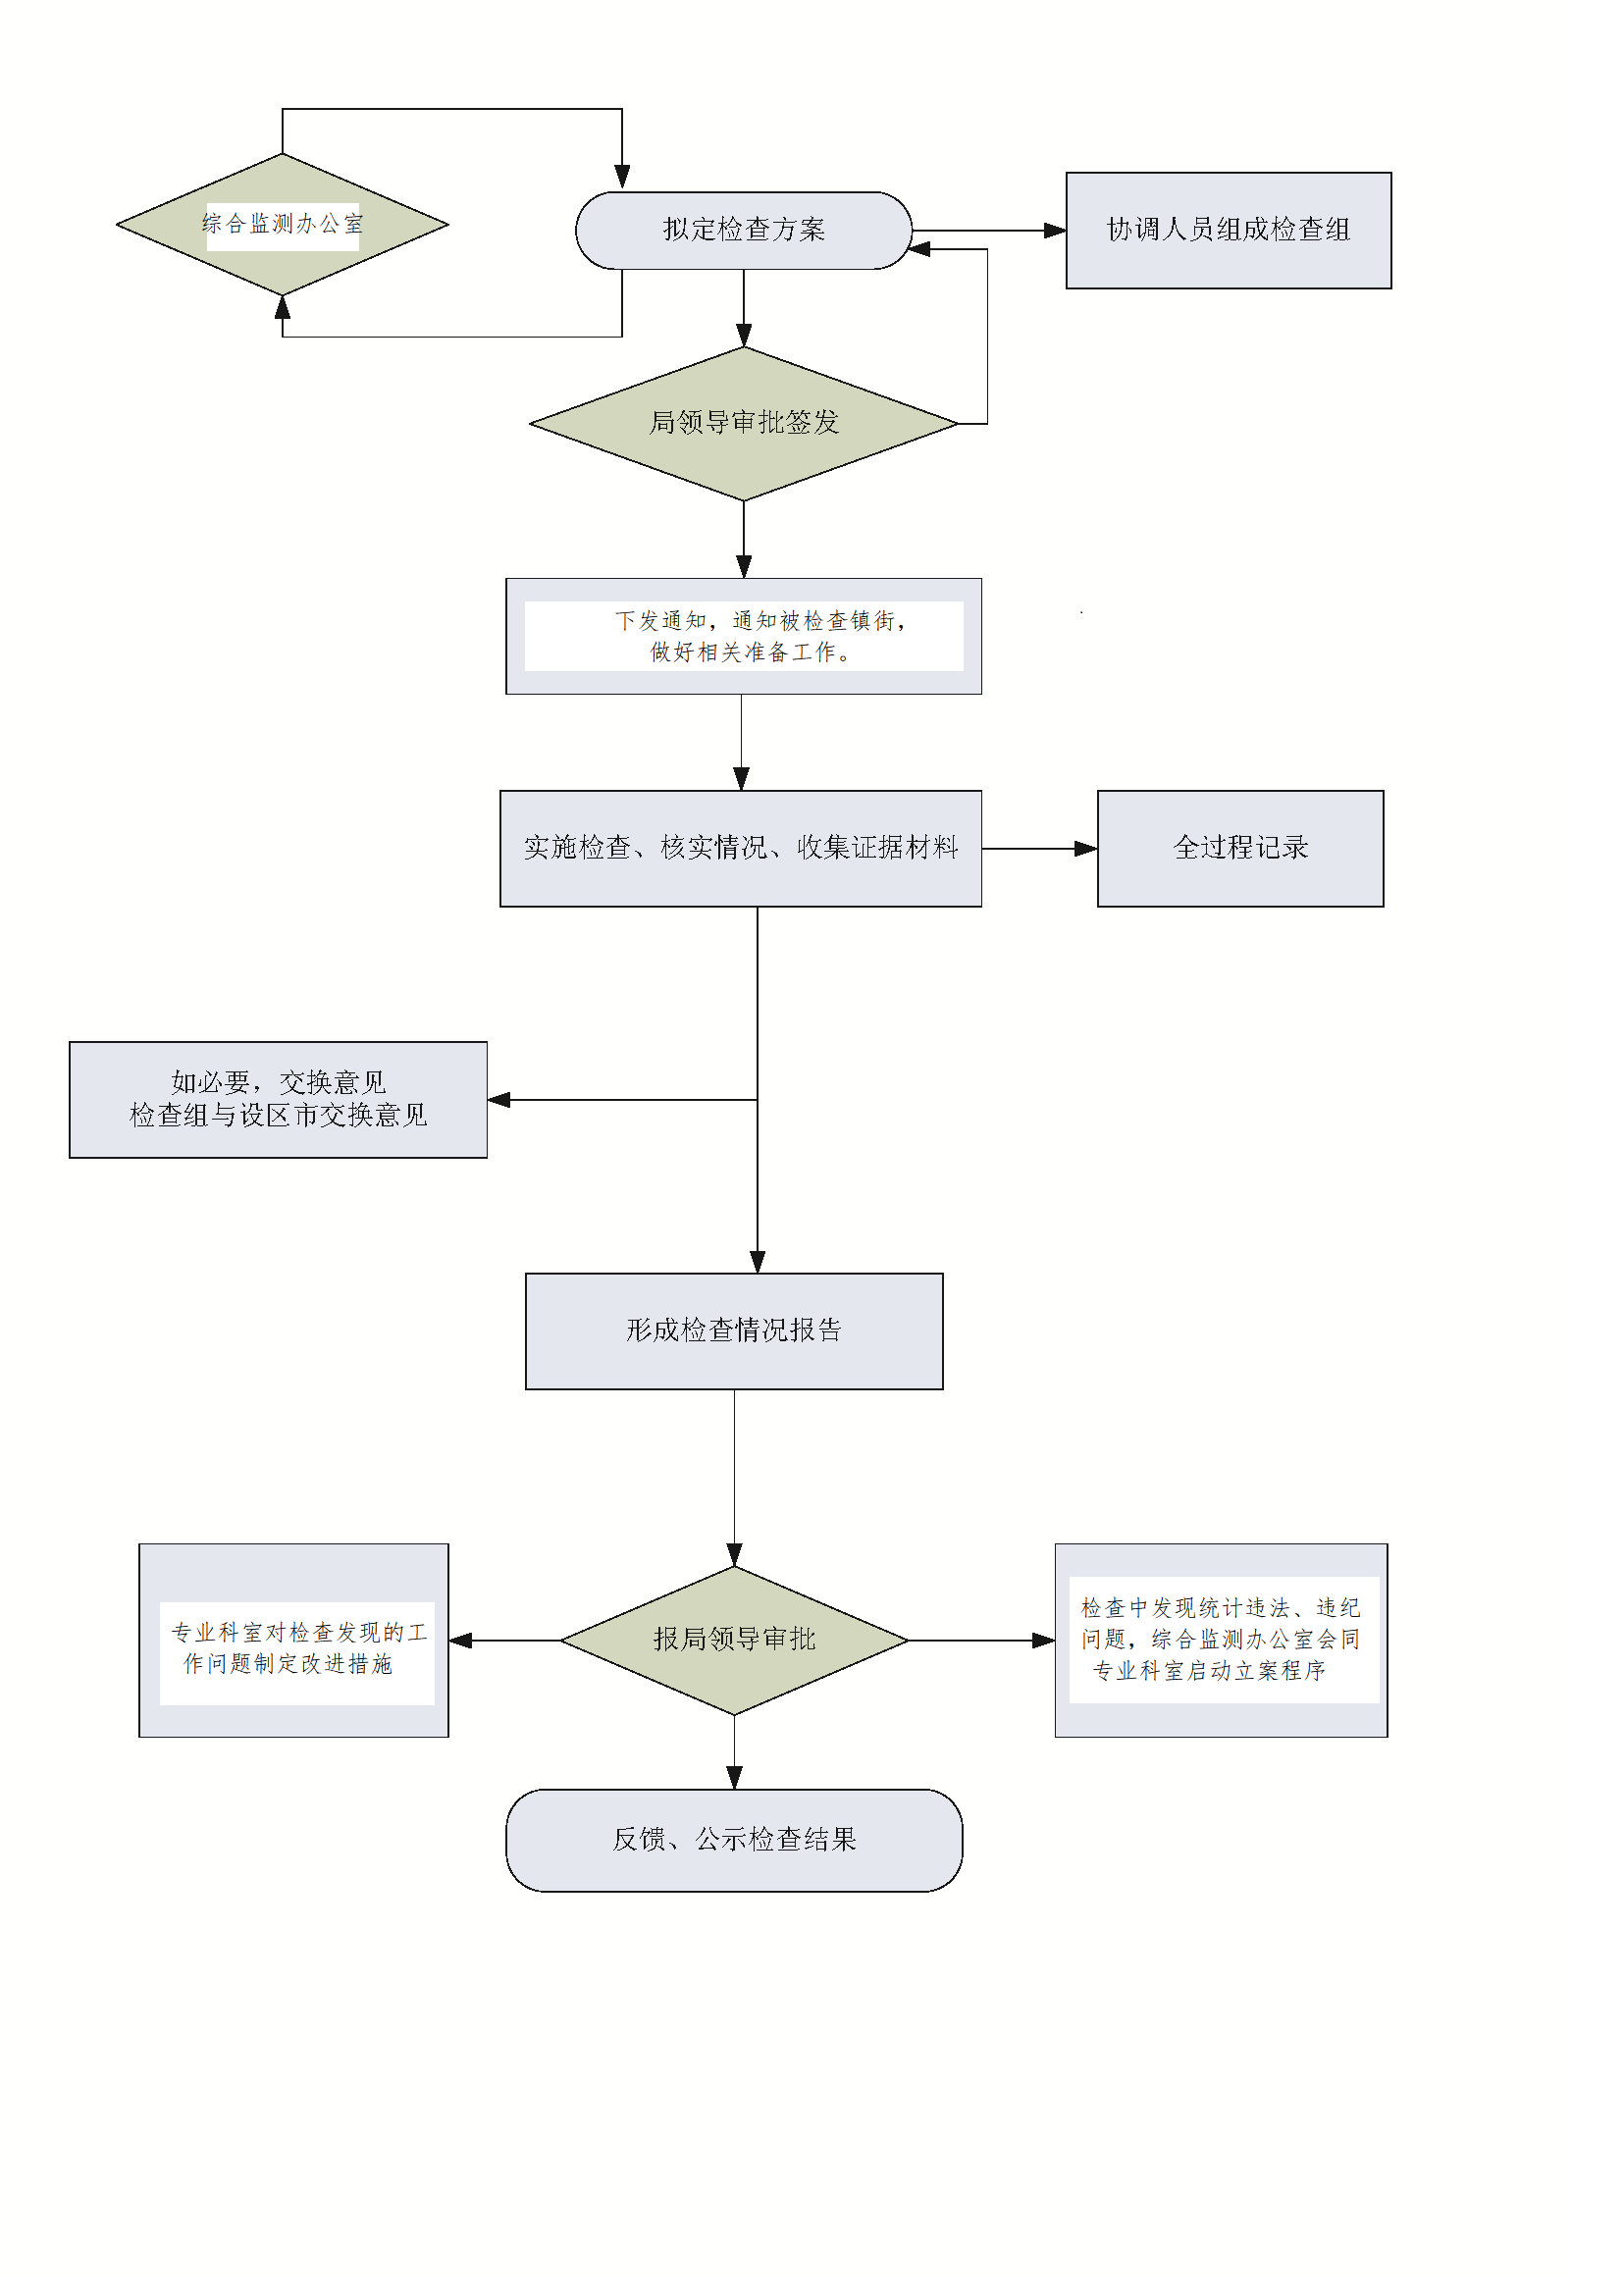 综合监测办公室
拟定检查方案
协调人员组成检查组
局领导审批签发
下发通知，通知被检查镇街，
做好相关准备工作。
实施检查、核实情况、收集证据材料
全过程记录
如必要，交换意见
检查组与设区市交换意见
形成检查情况报告
专业科室对检查发现的工
作问题制定改进措施
报局领导审批
检查中发现统计违法、违纪
问题，综合监测办公室会同
专业科室启动立案程序
反馈、公示检查结果